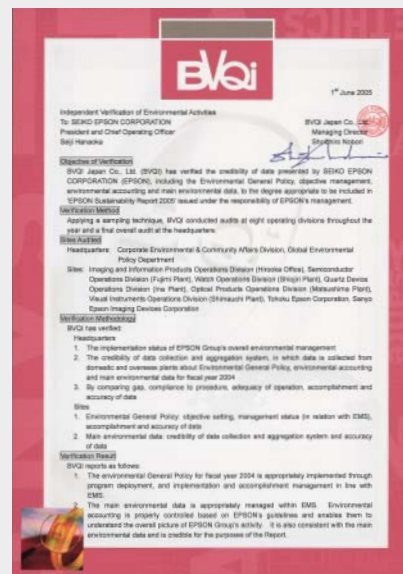 BVQi
1st June 2005
Independent Verification of Environmental Activities
To: SEIKO EPSON CORPORATION
BVQI Japan Co., Ltd.
President and Chief Operating Officer
Managing Director
Seiji Hanaoka
Objective of Verification
BVQI Japan Co., Ltd. (BVQI) has verified the credibility of data presented by SEIKO EPSON
CORPORATION (EPSON), including the Environmental General Policy, objective management,
environmental accounting and main environmental data, to the degree appropriate to be included in
'EPSON Sustainability Report 2005' issued under the responsibility of EPSON's management.
Verification Method
Applying a sampling technique, BVQI conducted audits at eight operating divisions throughout the
year and a final overall audit at the headquarters.
Sites Audited
Headquarters: Corporate Environmental & Community Affairs Division, Global Environmental
Policy Department
Sites: Imaging and Information Products Operations Division (Hirooka Office), Semiconductor
Operations Division (Fujimi Plant), Watch Operations Division (Shiojiri Plant), Quartz Device
Operations Division (Ina Plant), Optical Products Operations Division (Matsushima Plant),
Visual Instruments Operations Division (Shimauchi Plant), Tohoku Epson Corporation, Sanyo
Epson Imaging Devices Corporation
Verification Methodology
BVQI has verified:
Headquarters
1. The implementation status of EPSON Group's overall environmental management
2. The credibility of data collection and aggregation system, in which data is collected from
domestic and overseas plants about Environmental General Policy, environmental accounting
and main environmental data for fiscal year 2004
3. By comparing gap, compliance to procedure, adequacy of operation, accomplishment and
accuracy of data
Sites
1. Environmental General Policy: objective setting, management status (in relation with EMS),
accomplishment and accuracy of data
2. Main environmental data: credibility of data collection and aggregation system and accuracy
of data
Verification Result
BVQI reports as follows:
1. The environmental General Policy for fiscal year 2004 is appropriately implemented through
program deployment, and implementation and accomplishment management in line with
EMS.
The main environmental data is appropriately managed within EMS. Environmental
accounting is properly controlled based on EPSON's guidelines and enables them to
understand the overall picture of EPSON Group's activity. It is also consistent with the main
environmental data and is credible for the purposes of the Report.